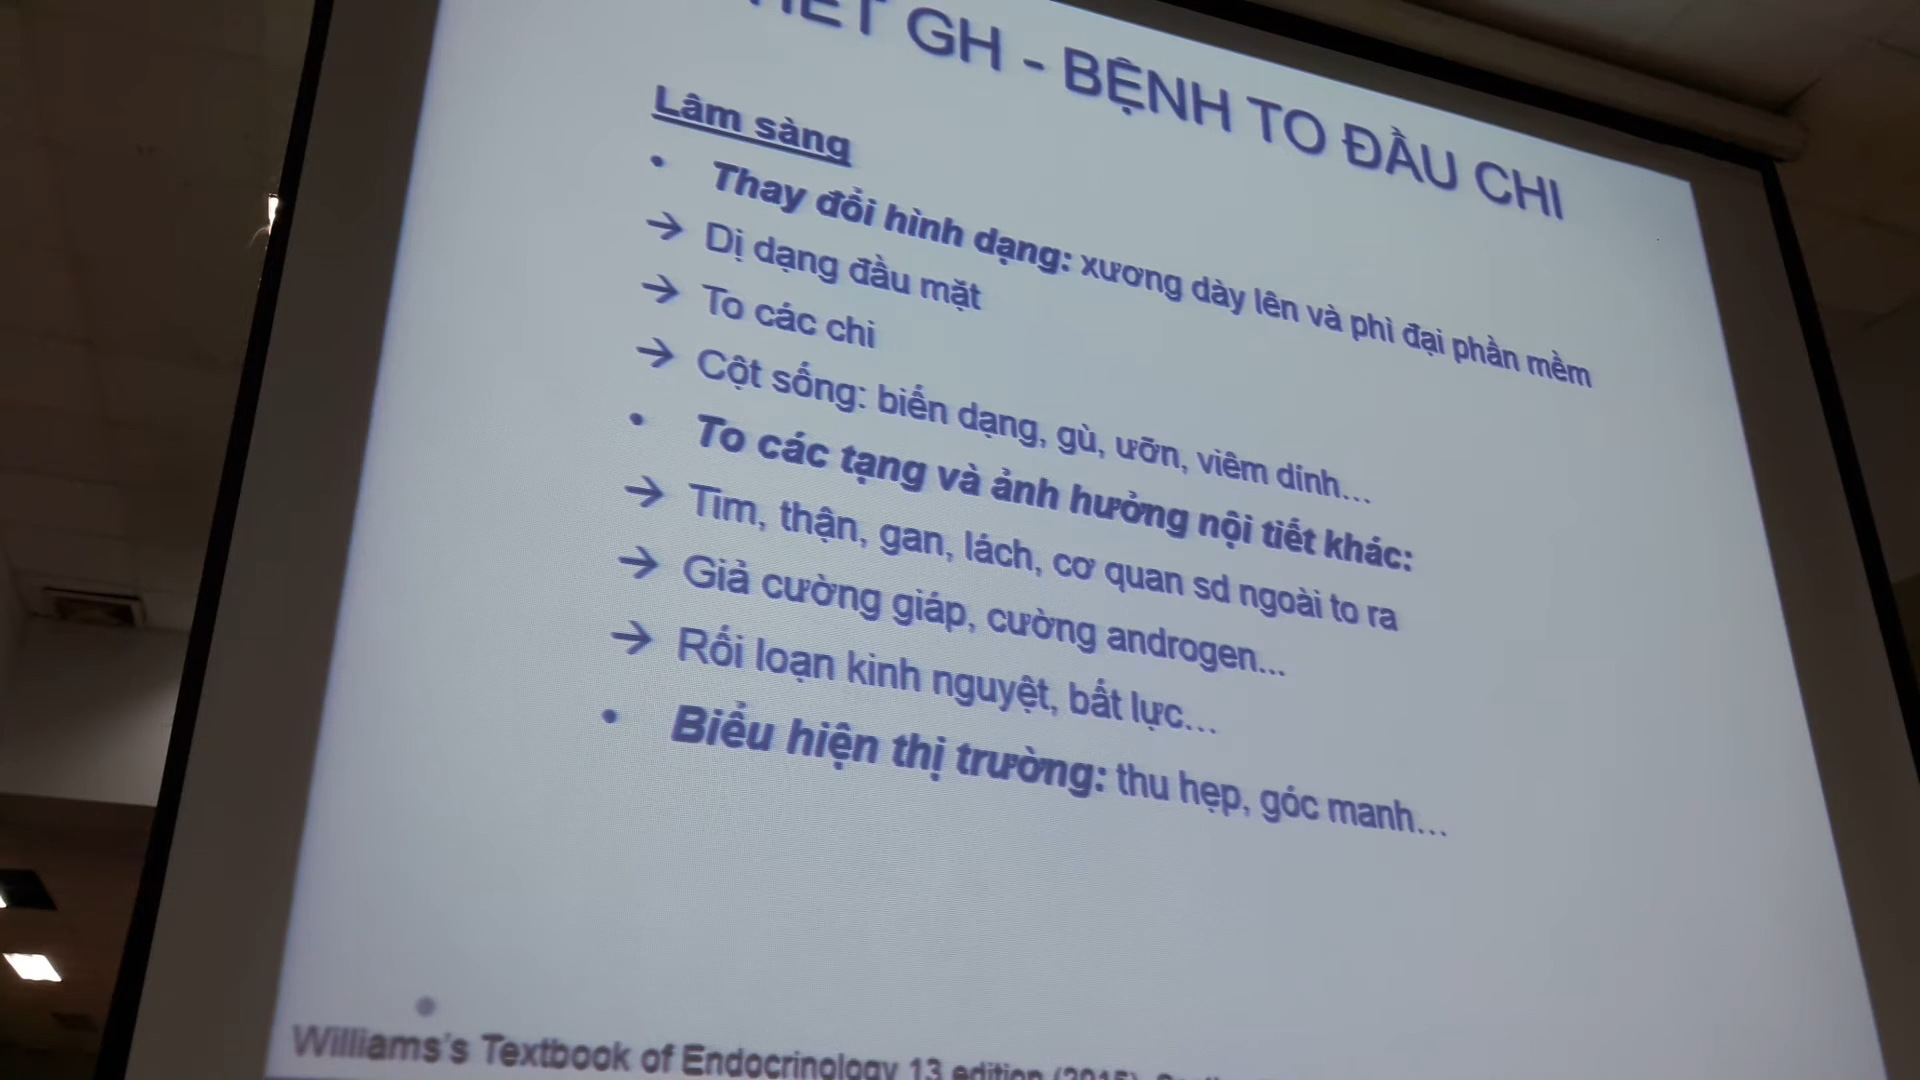 TIẾT GH - BỆNH TO ĐẦU CHI
Lâm sàng
• Thay đổi hình dạng: xương dày lên và phì đại phần mềm
→ Dị dạng đầu mặt
→ To các chi
→ Cột sống: biến dạng, gù, ưỡn, viêm dính...
• To các tạng và ảnh hưởng nội tiết khác:
→ Tim, thận, gan, lách, cơ quan sd ngoài to ra
→ Giả cường giáp, cường androgen...
→ Rối loạn kinh nguyệt, bất lực...
• Biểu hiện thị trường: thu hẹp, góc manh...
Williams's Textbook of Endocrinology 13 edition (2015).